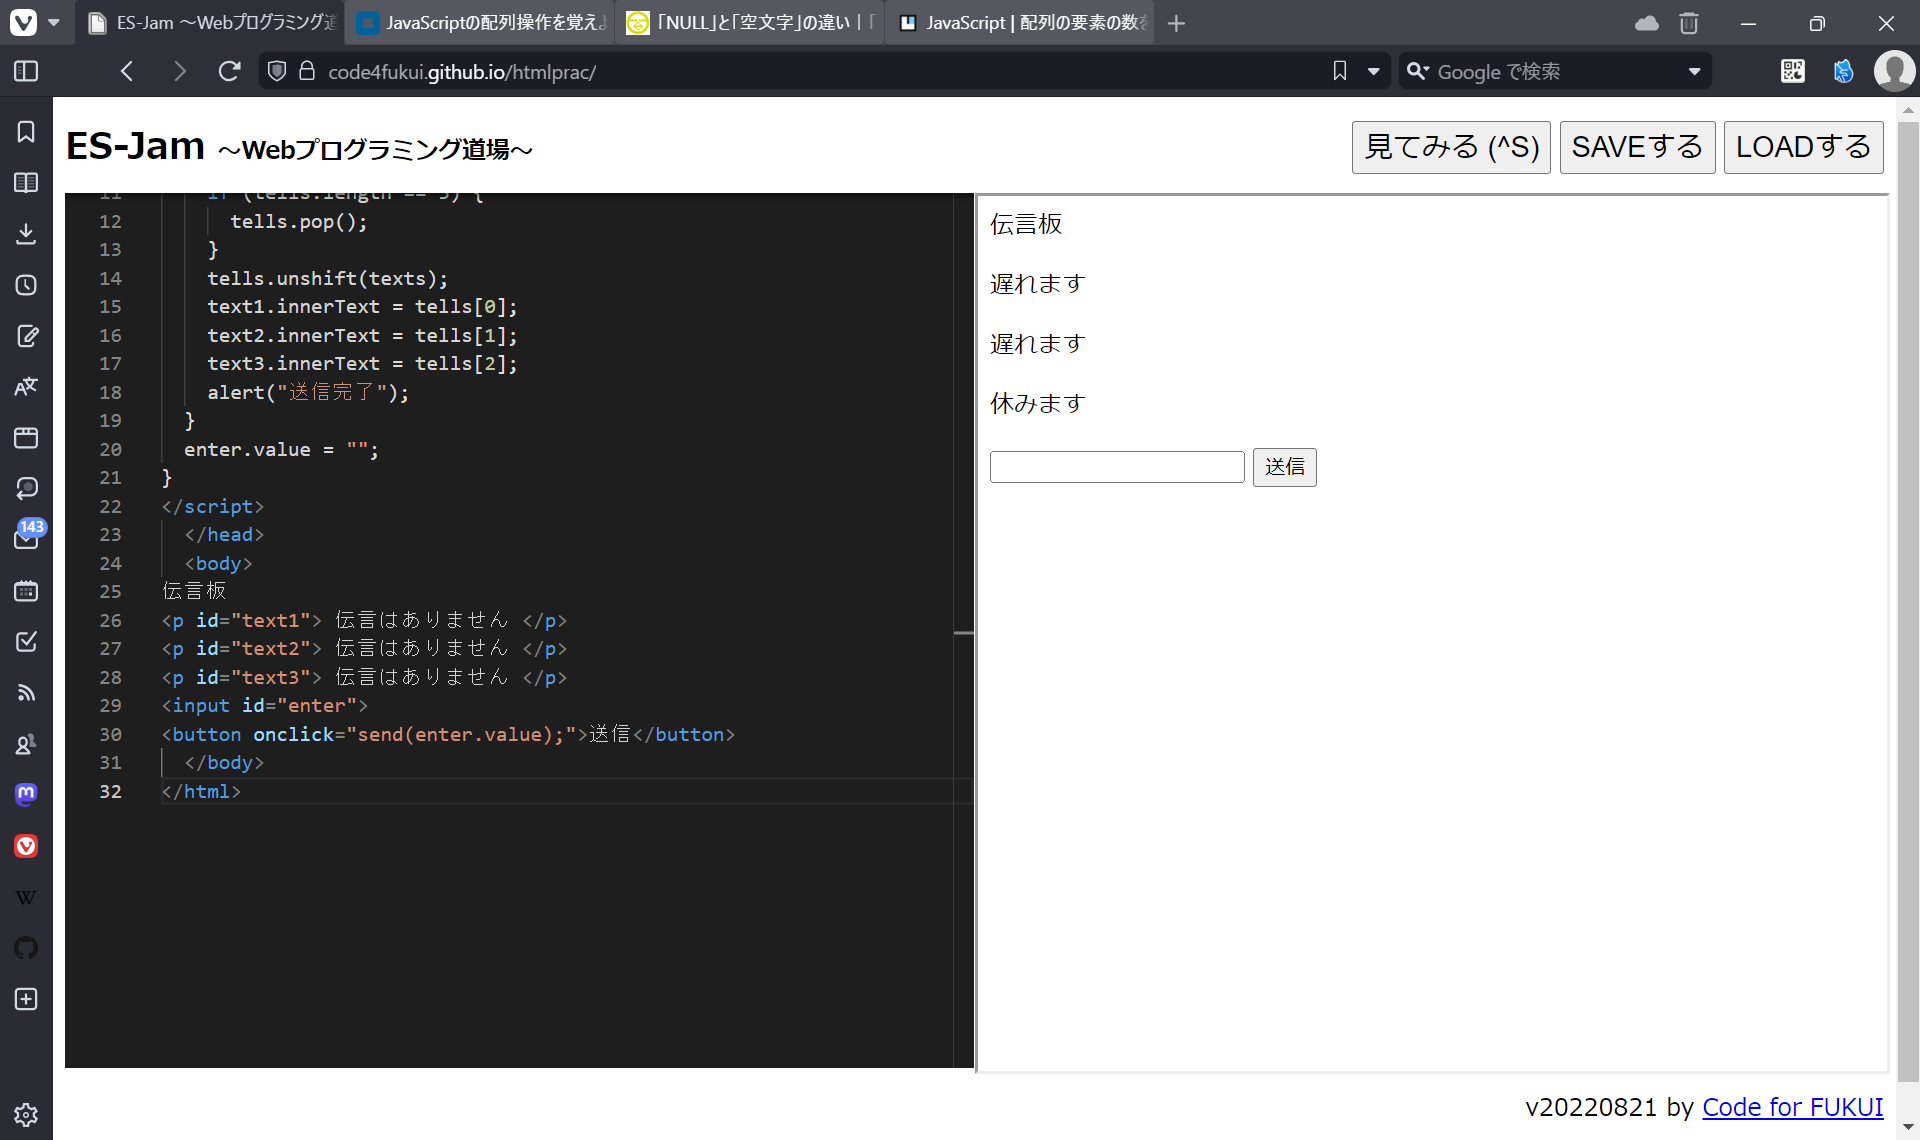 ES-Jam ～Webプログラミング道
JavaScriptの配列操作を覚えよ
「NULL」と「空文字」の違い |「
JavaScript | 配列の要素の数を
code4fukui.github.io/htmlprac/
Google で検索
ES-Jam ～Webプログラミング道場～
見てみる (^S)
SAVEする
LOADする
11 if (tells.length == 3) {
12 tells.pop();
13 }
14 tells.unshift(texts);
15 text1.innerText = tells[0];
16 text2.innerText = tells[1];
17 text3.innerText = tells[2];
18 alert("送信完了");
19 }
20 enter.value = "";
21 }
22 </script>
23 </head>
24 <body>
25 伝言板
26 <p id="text1"> 伝言はありません </p>
27 <p id="text2"> 伝言はありません </p>
28 <p id="text3"> 伝言はありません </p>
29 <input id="enter">
30 <button onclick="send(enter.value);">送信</button>
31 </body>
32 </html>
伝言板
遅れます
遅れます
休みます
送信
143
W
v20220821 by Code for FUKUI